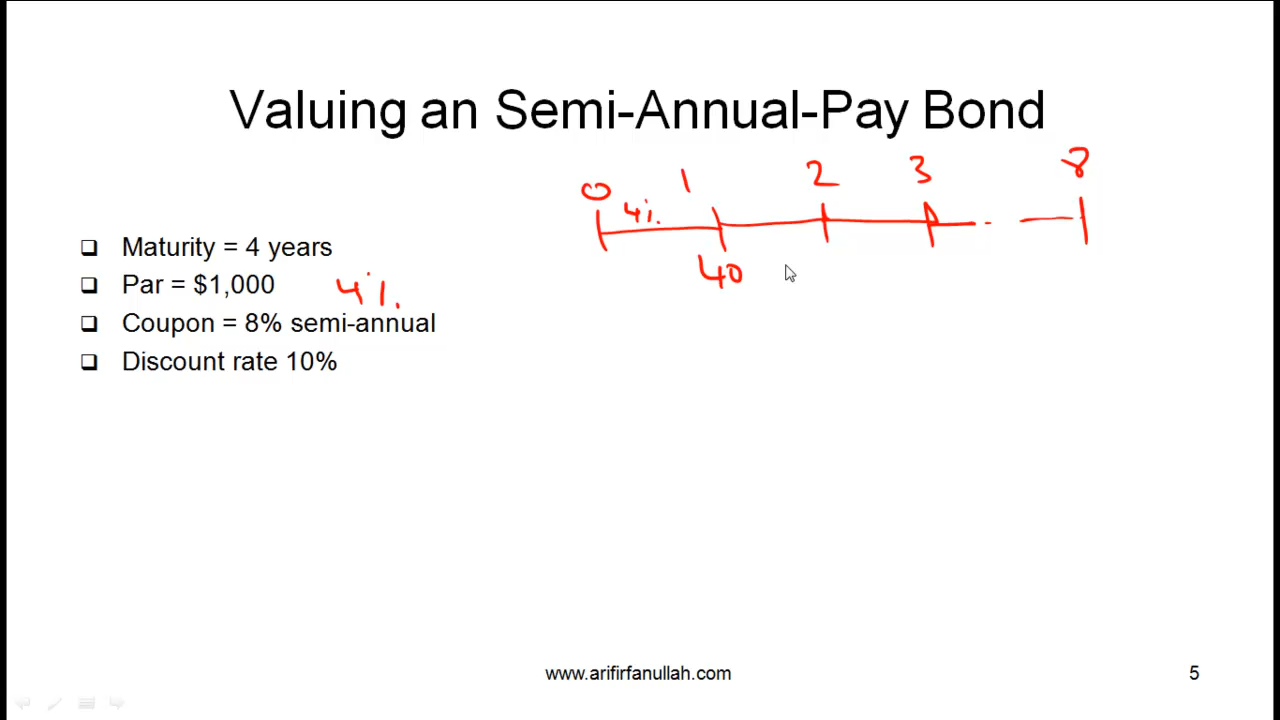 Valuing an Semi-Annual-Pay Bond
0 1 2 3 8
4%
40
Maturity = 4 years
Par = $1,000 4%
Coupon = 8% semi-annual
Discount rate 10%
www.arifirfanullah.com 5